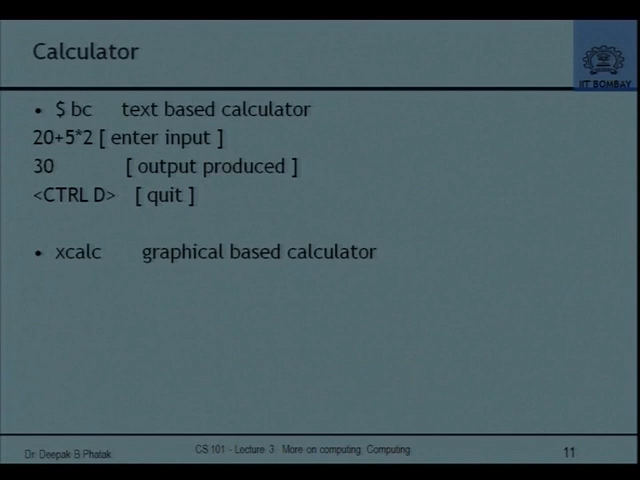 Calculator
IIT BOMBAY
• $ bc text based calculator
20+5*2 [ enter input ]
30 [ output produced ]
<CTRL D> [ quit ]
• xcalc graphical based calculator
Dr. Deepak B Phatak
CS 101 - Lecture 3 More on computing Computing
11